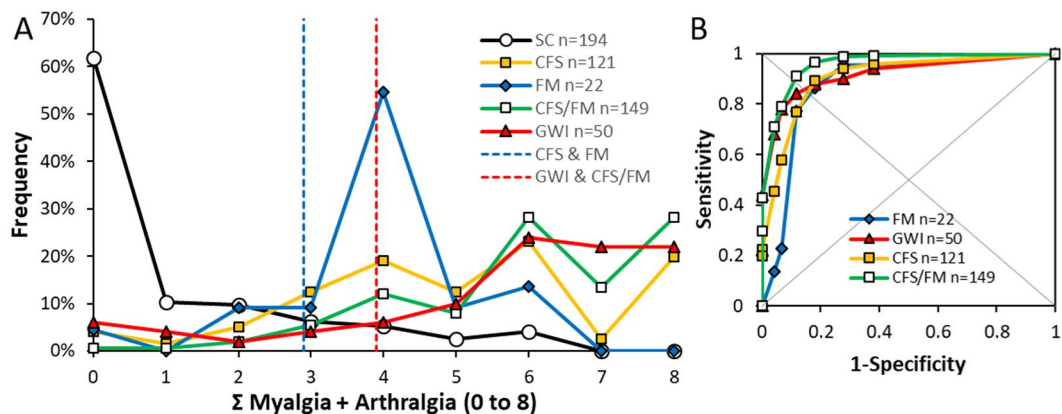 A
70%
60%
50%
40%
30%
20%
10%
0%
Frequency
0 1 2 3 4 5 6 7 8
Σ Myalgia + Arthralgia (0 to 8)
SC n=194
CFS n=121
FM n=22
CFS/FM n=149
GWI n=50
CFS & FM
GWI & CFS/FM
B
1
0.8
0.6
0.4
0.2
0
Sensitivity
FM n=22
GWI n=50
CFS n=121
CFS/FM n=149
0 0.2 0.4 0.6 0.8 1
1-Specificity